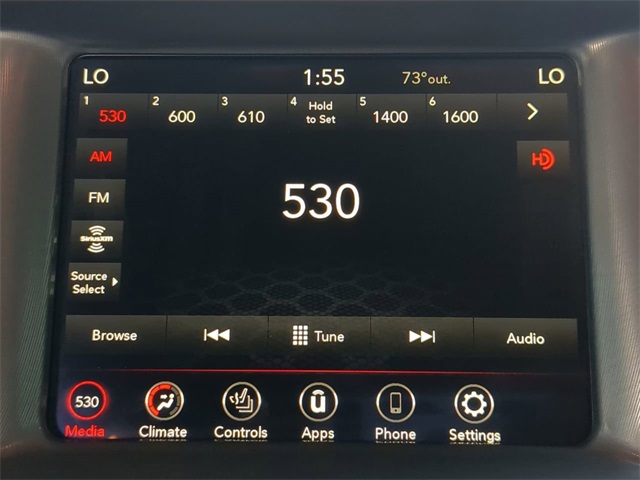 LO 1:55 73°out. LO
1 530 2 600 3 610 4 Hold to Set 5 1400 6 1600
AM
HD
530
FM
SiriusXM
Source
Select
Browse Tune Audio
530
Media Climate Controls Apps Phone Settings